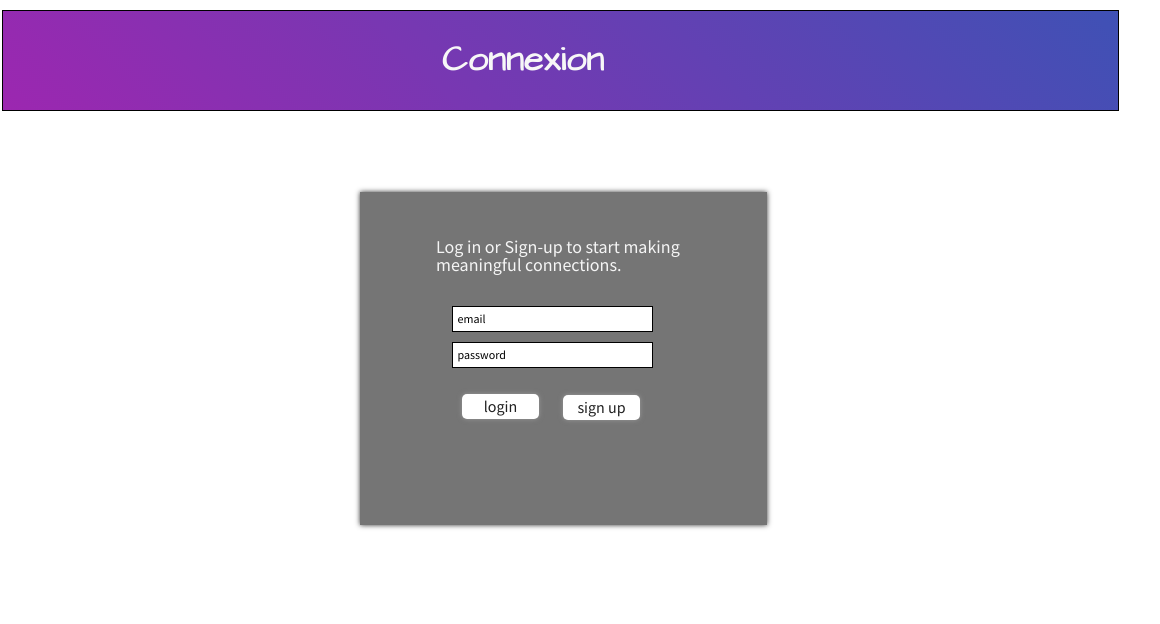 Connexion
Log in or Sign-up to start making
meaningful connections.
email
password
login sign up